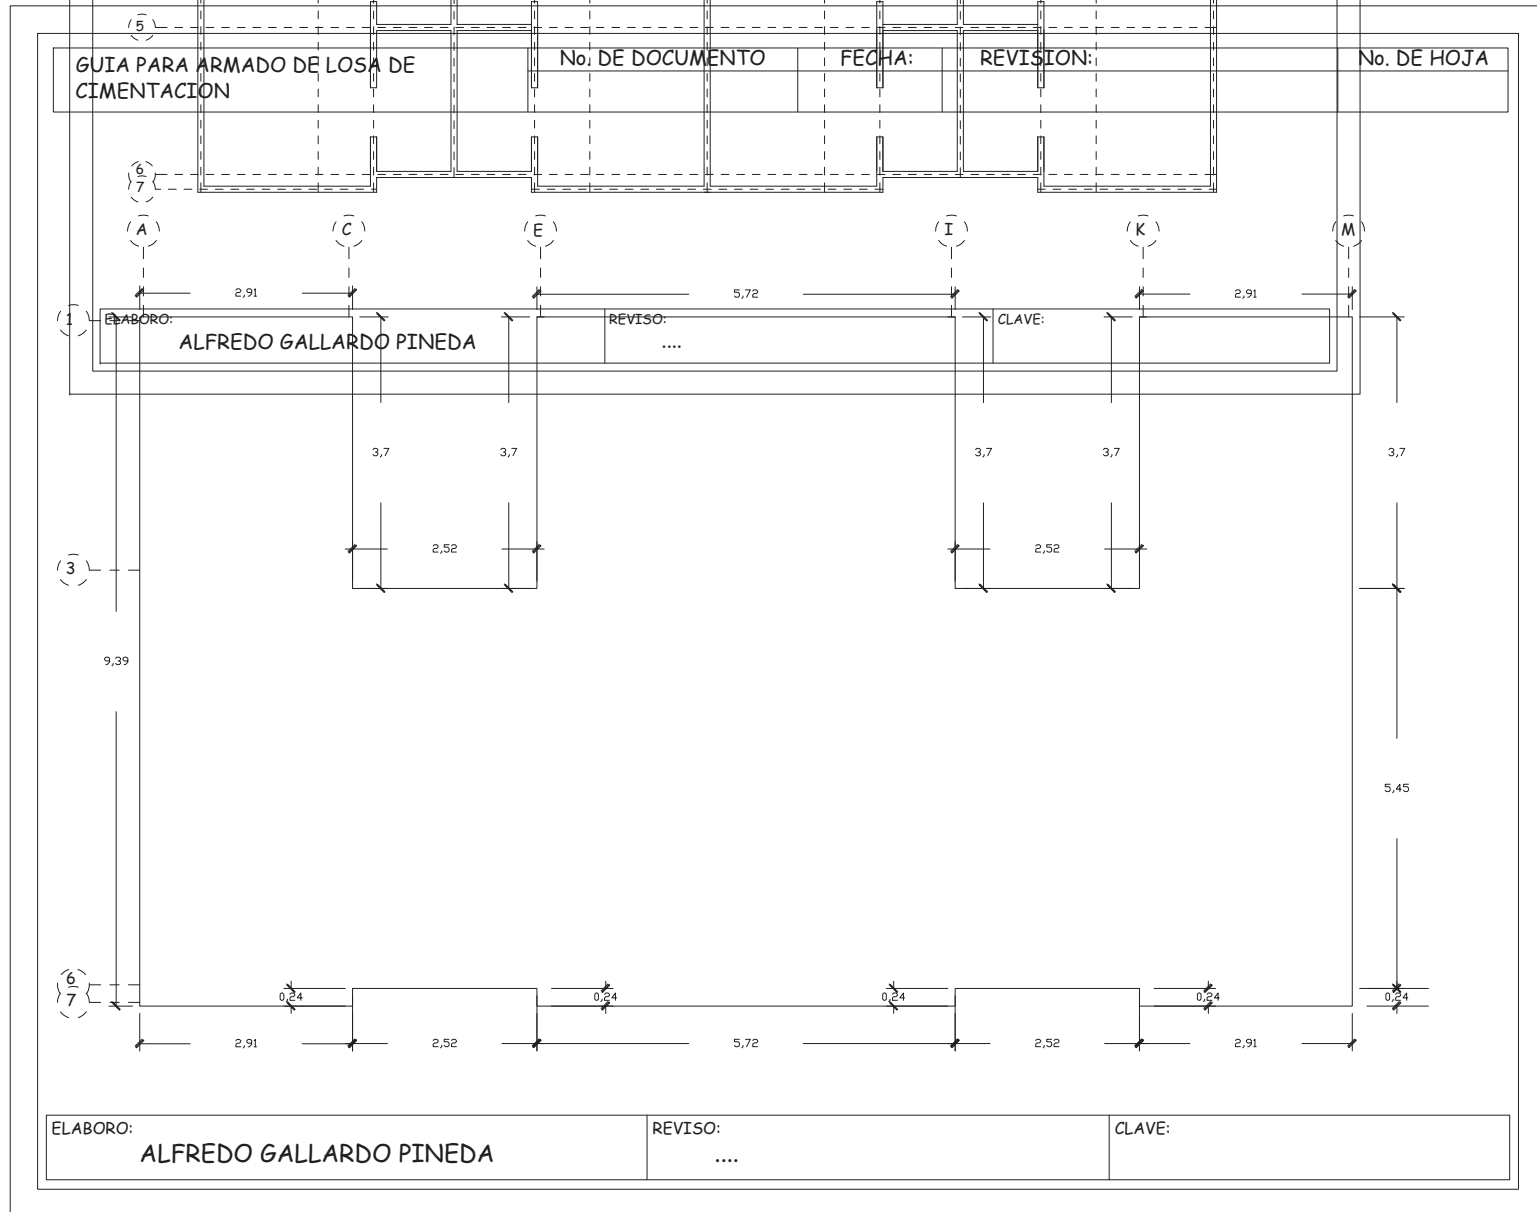 5
GUIA PARA ARMADO DE LOSA DE
CIMENTACION
No. DE DOCUMENTO
FECHA:
REVISION:
No. DE HOJA
6
7
A
C
E
I
K
M
2,91
5,72
2,91
1
ELABORO:
ALFREDO GALLARDO PINEDA
REVISO:
....
CLAVE:
3,7
3,7
3,7
3,7
3,7
2,52
2,52
3
9,39
5,45
6
7
0,24
0,24
0,24
0,24
0,24
2,91
2,52
5,72
2,52
2,91
ELABORO:
ALFREDO GALLARDO PINEDA
REVISO:
....
CLAVE: